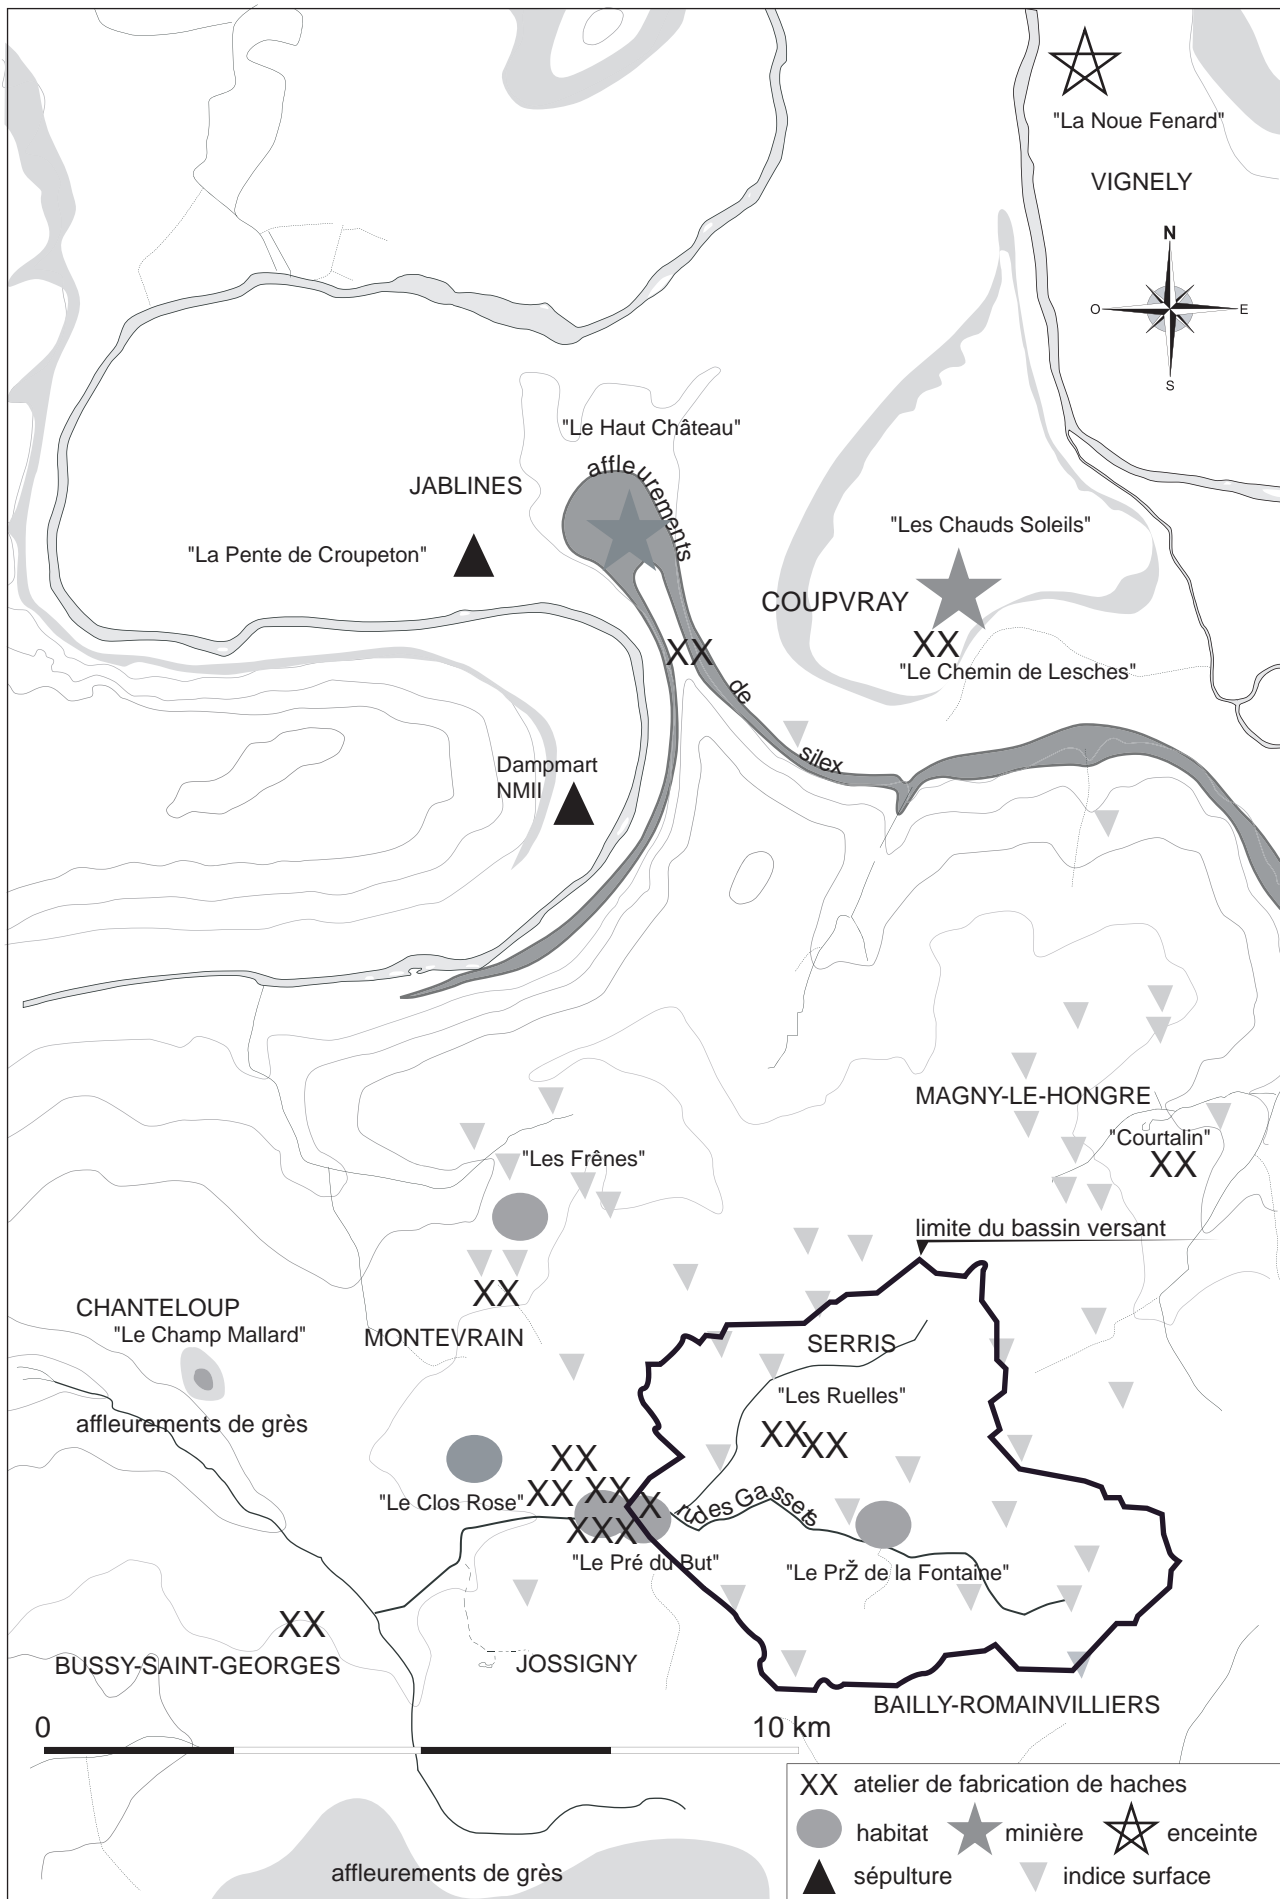 "La Noue Fenard"
VIGNELY
N
O
E
S
"Le Haut Château"
affleurements de silex
JABLINES
"La Pente de Croupeton"
"Les Chauds Soleils"
COUPVRAY
XX
XX
"Le Chemin de Lesches"
Dampmart
NMII
MAGNY-LE-HONGRE
"Courtalin"
XX
"Les Frênes"
limite du bassin versant
XX
CHANTELOUP
"Le Champ Mallard"
MONTEVRAIN
SERRIS
"Les Ruelles"
affleurements de grès
XX
XX
XX
"Le Clos Rose"
XX
XX
X
ru des Gassets
XXX
"Le Pré du But"
"Le PrŽ de la Fontaine"
XX
BUSSY-SAINT-GEORGES
JOSSIGNY
BAILLY-ROMAINVILLIERS
0
10 km
XX atelier de fabrication de haches
habitat
minière
enceinte
sépulture
indice surface
affleurements de grès